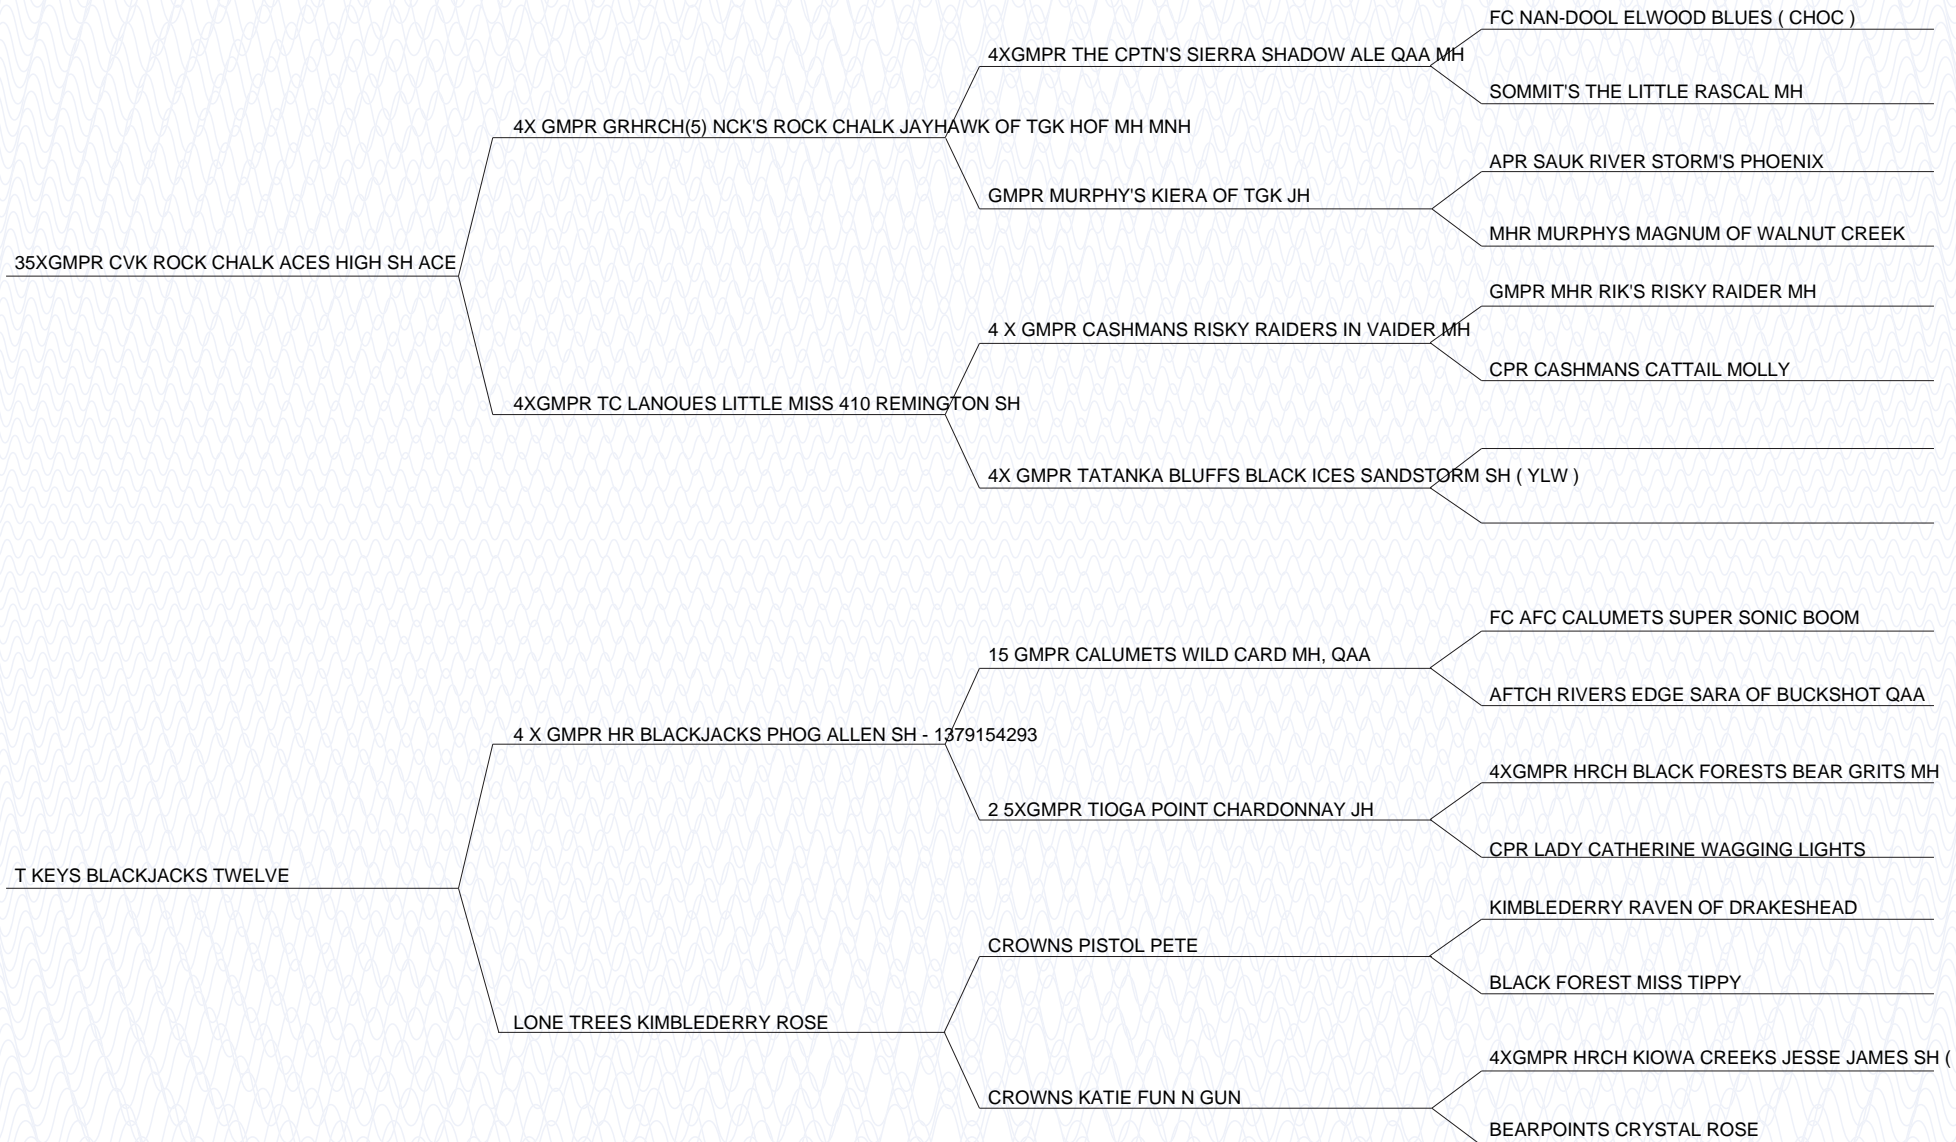 FC NAN-DOOL ELWOOD BLUES ( CHOC )
4XGMPR THE CPTN'S SIERRA SHADOW ALE QAA MH
SOMMIT'S THE LITTLE RASCAL MH
4X GMPR GRHRCH(5) NCK'S ROCK CHALK JAYHAWK OF TGK HOF MH MNH
APR SAUK RIVER STORM'S PHOENIX
GMPR MURPHY'S KIERA OF TGK JH
MHR MURPHYS MAGNUM OF WALNUT CREEK
35XGMPR CVK ROCK CHALK ACES HIGH SH ACE
GMPR MHR RIK'S RISKY RAIDER MH
4 X GMPR CASHMANS RISKY RAIDERS IN VAIDER MH
CPR CASHMANS CATTAIL MOLLY
4XGMPR TC LANOUES LITTLE MISS 410 REMINGTON SH
4X GMPR TATANKA BLUFFS BLACK ICES SANDSTORM SH ( YLW )
FC AFC CALUMETS SUPER SONIC BOOM
15 GMPR CALUMETS WILD CARD MH, QAA
AFTCH RIVERS EDGE SARA OF BUCKSHOT QAA
4 X GMPR HR BLACKJACKS PHOG ALLEN SH - 1379154293
4XGMPR HRCH BLACK FORESTS BEAR GRITS MH
2 5XGMPR TIOGA POINT CHARDONNAY JH
CPR LADY CATHERINE WAGGING LIGHTS
T KEYS BLACKJACKS TWELVE
KIMBLEDERRY RAVEN OF DRAKESHEAD
CROWNS PISTOL PETE
BLACK FOREST MISS TIPPY
LONE TREES KIMBLEDERRY ROSE
4XGMPR HRCH KIOWA CREEKS JESSE JAMES SH (
CROWNS KATIE FUN N GUN
BEARPOINTS CRYSTAL ROSE